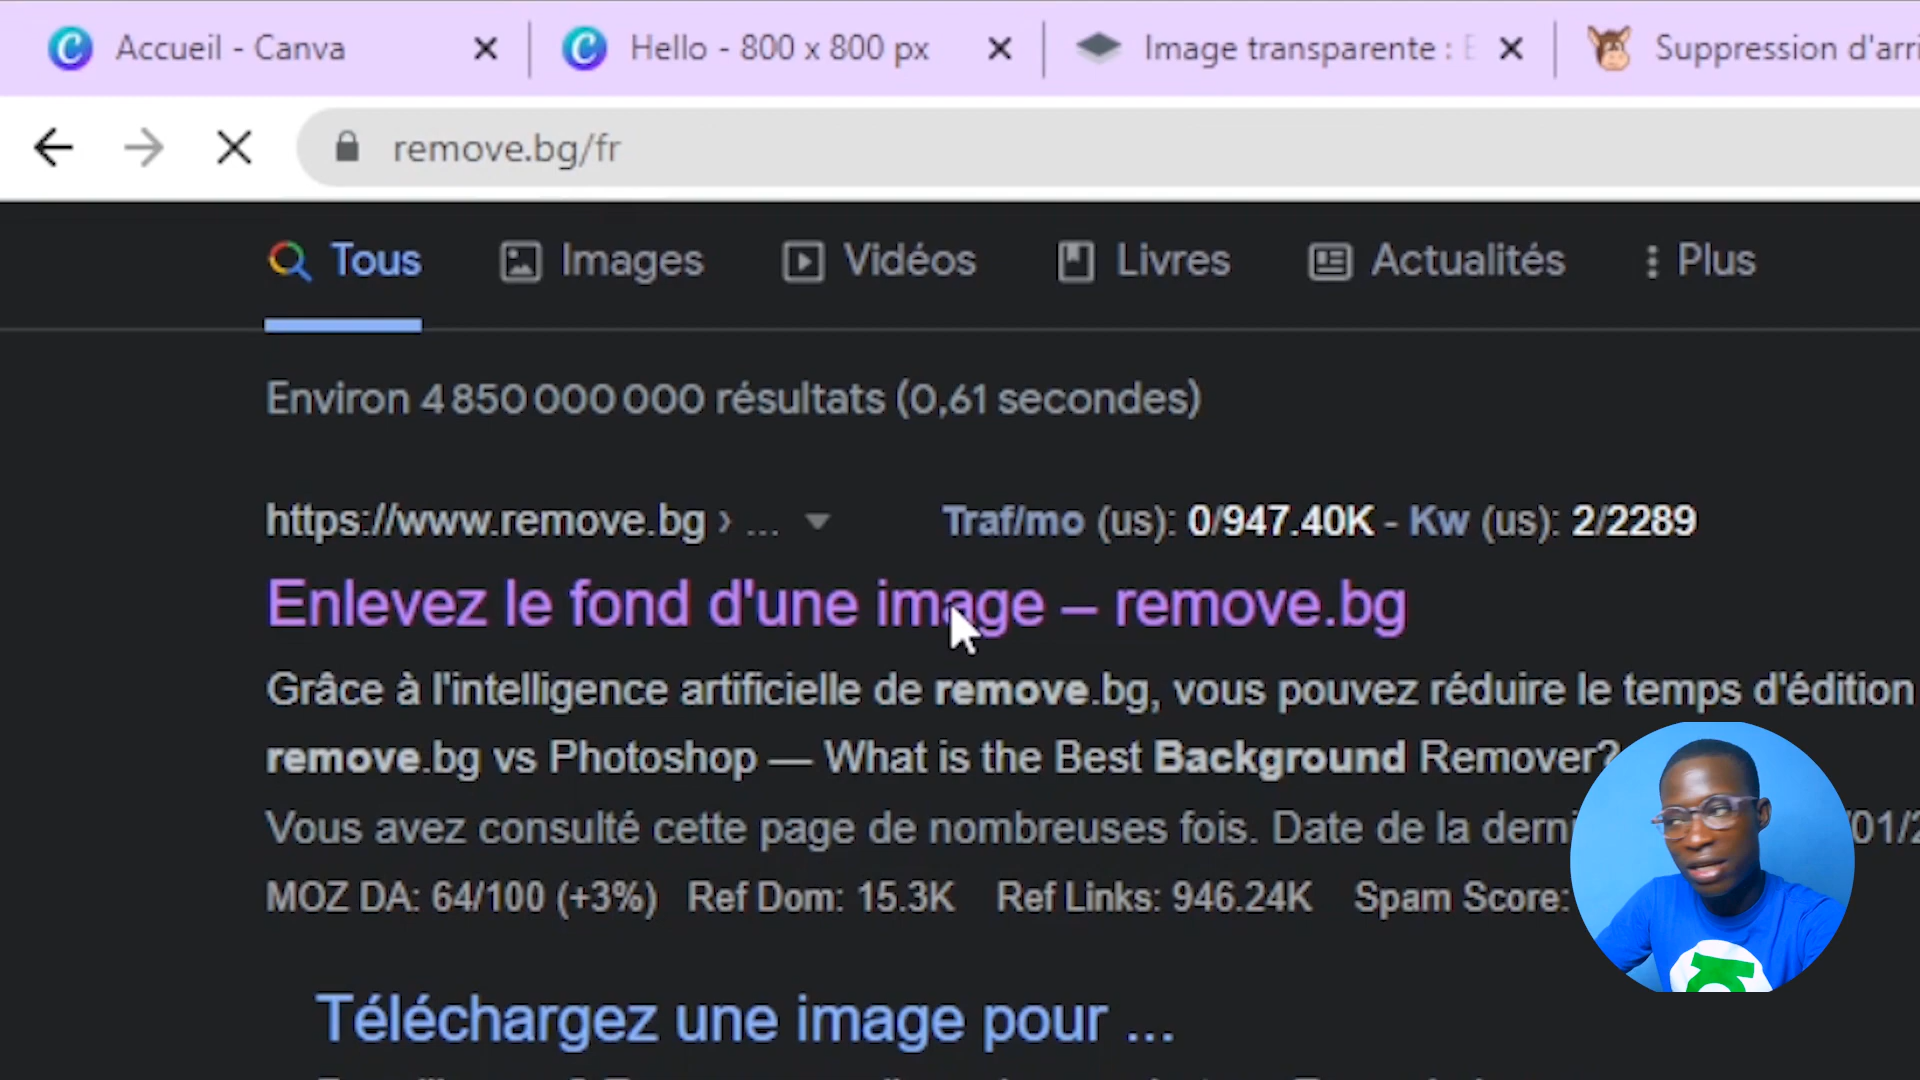 Accueil - Canva
Hello - 800 x 800 px
Image transparente :
Suppression d'arri
remove.bg/fr
Tous
Images
Vidéos
Livres
Actualités
Plus
Environ 4 850 000 000 résultats (0,61 secondes)
https://www.remove.bg › ...
Traf/mo (us): 0/947.40K - Kw (us): 2/2289
Enlevez le fond d'une image – remove.bg
Grâce à l'intelligence artificielle de remove.bg, vous pouvez réduire le temps d'édition
remove.bg vs Photoshop — What is the Best Background Remover?
Vous avez consulté cette page de nombreuses fois. Date de la derni /01/2
MOZ DA: 64/100 (+3%) Ref Dom: 15.3K Ref Links: 946.24K Spam Score:
Téléchargez une image pour ...